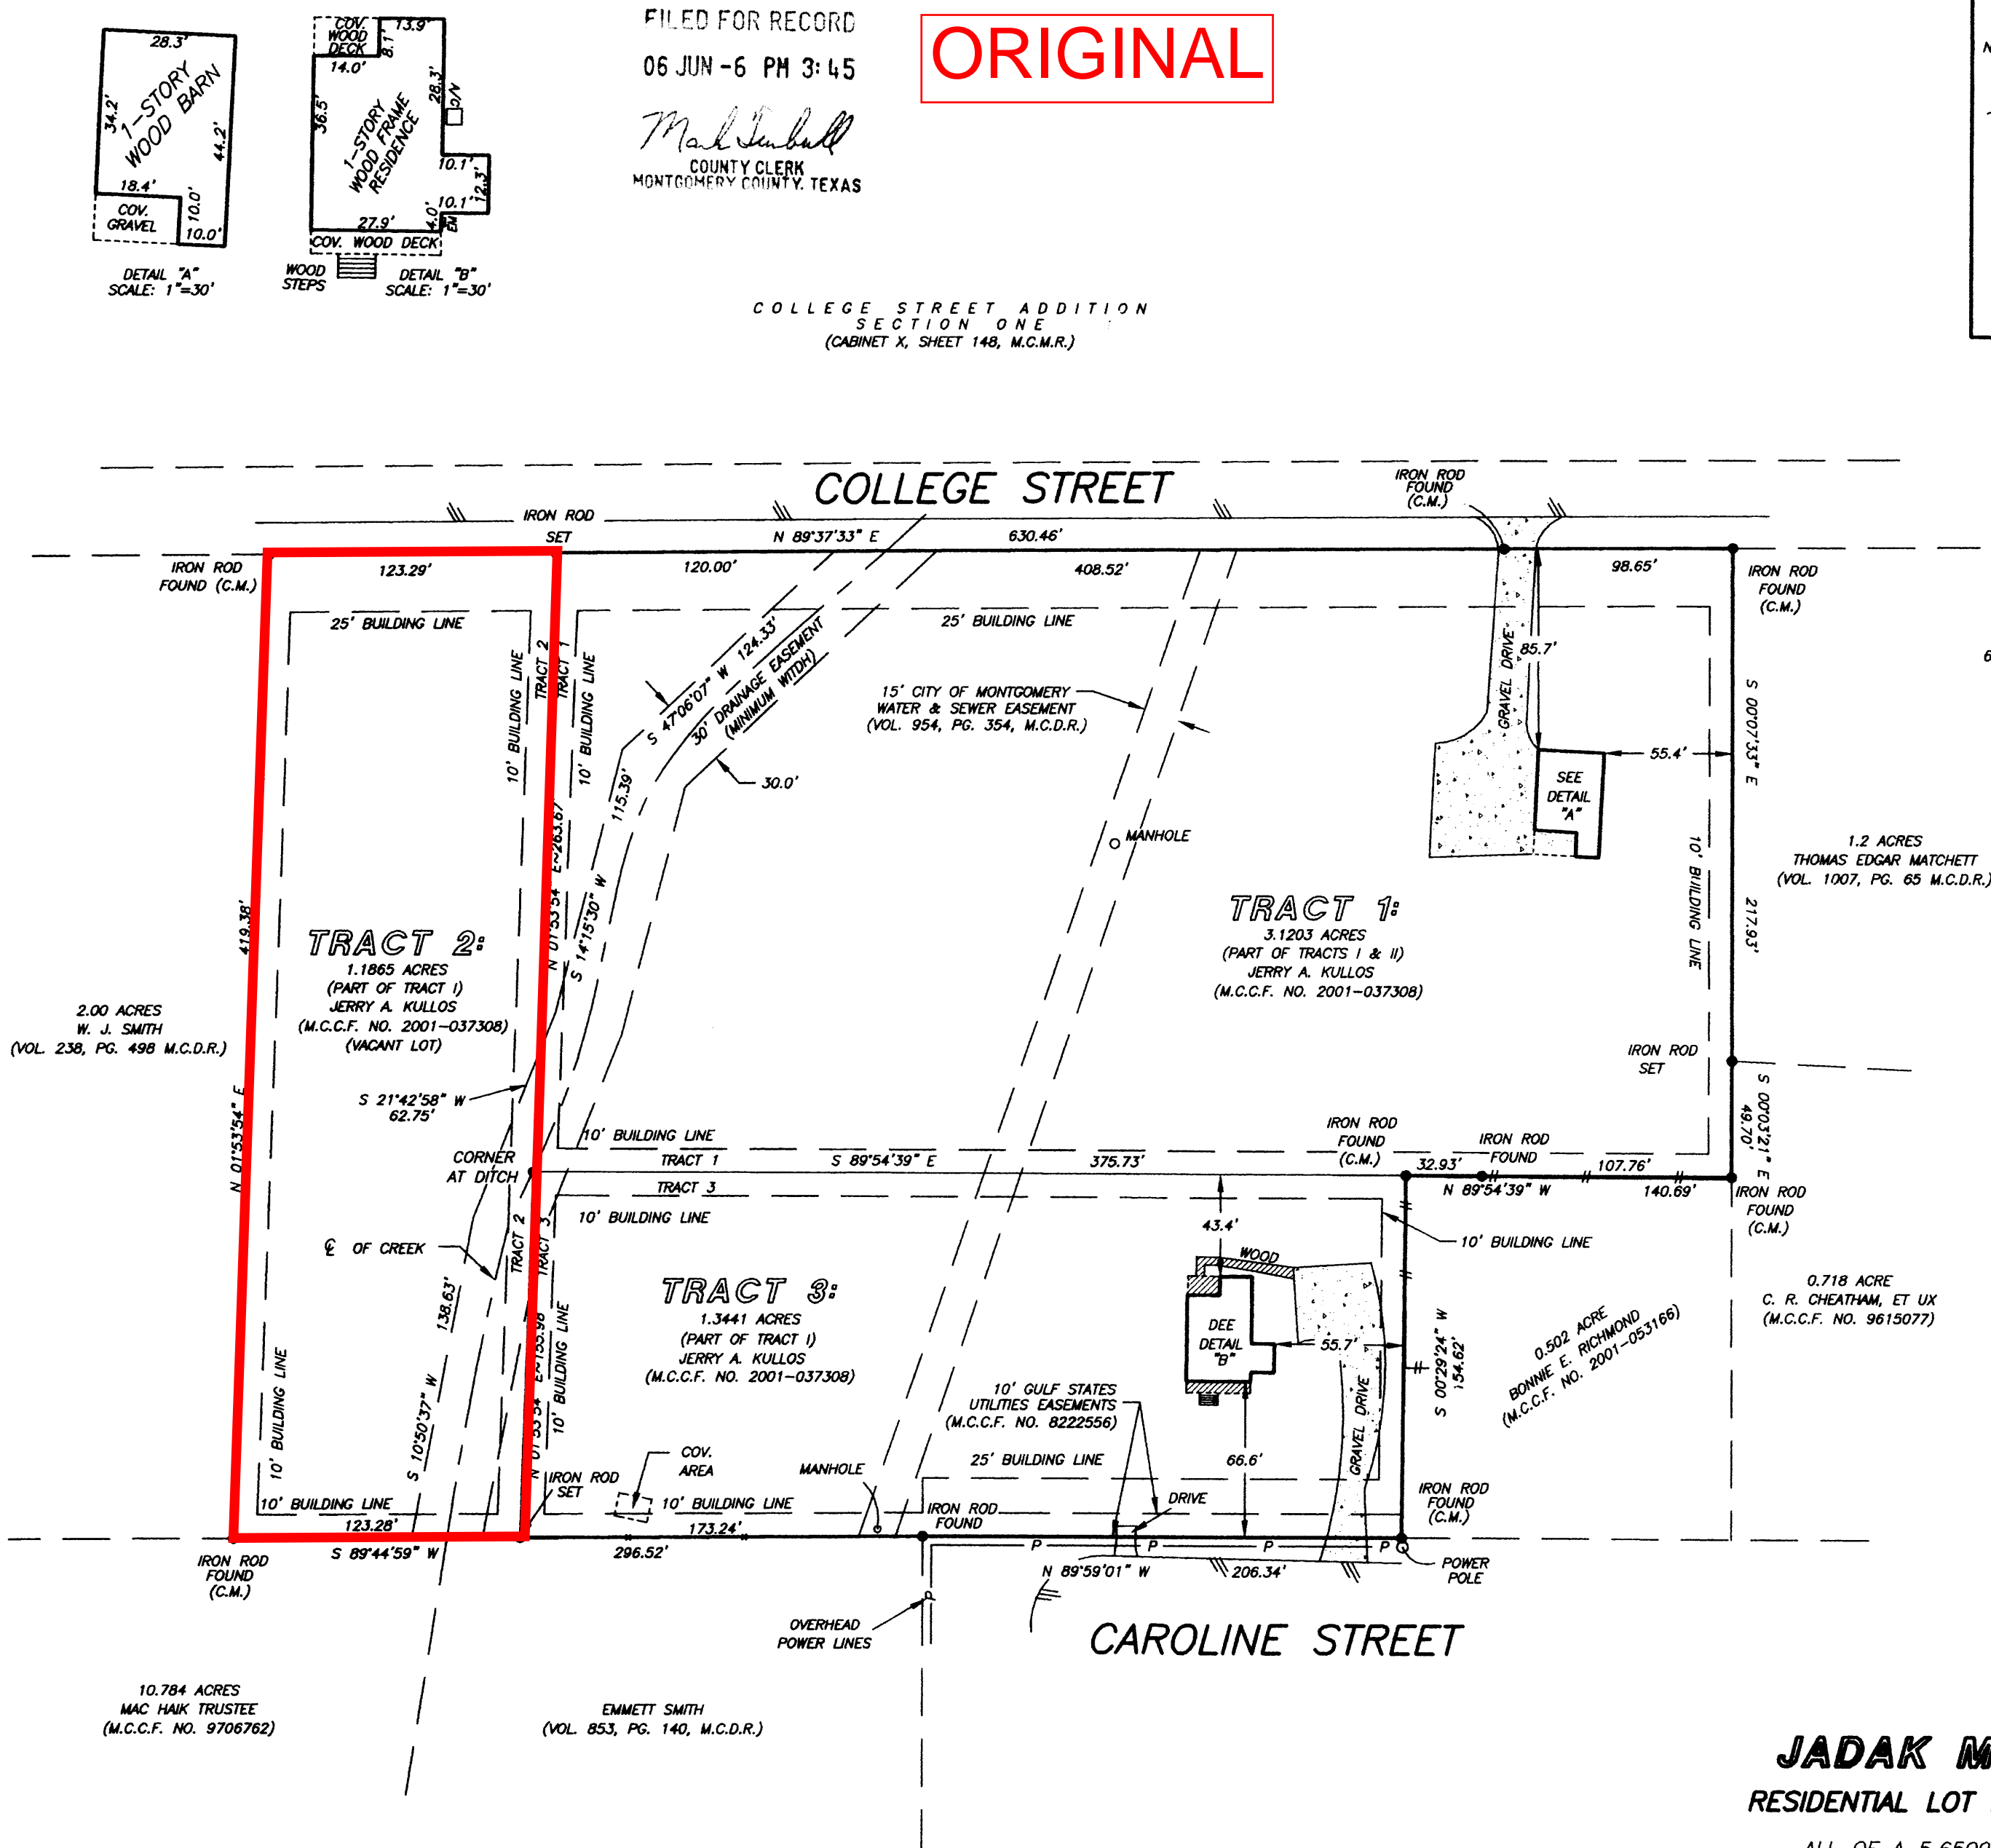 28.3'
34.2'
1-STORY
WOOD BARN
44.2'
18.4'
10.0'
COV.
GRAVEL
10.0'
DETAIL "A"
SCALE: 1"=30'
COV.
WOOD
DECK
13.9'
8.1'
14.0'
36.5'
28.3'
1-STORY
WOOD FRAME
RESIDENCE
10.1'
12.3'
10.1'
4.0'
EM
27.9'
COV. WOOD DECK
WOOD
STEPS
DETAIL "B"
SCALE: 1"=30'
FILED FOR RECORD
06 JUN -6 PM 3:45
COUNTY CLERK
MONTGOMERY COUNTY, TEXAS
ORIGINAL
COLLEGE STREET ADDITION
SECTION ONE
(CABINET X, SHEET 148, M.C.M.R.)
COLLEGE STREET
IRON ROD
FOUND
(C.M.)
IRON ROD
SET
N 89°37'33" E
630.46'
IRON ROD
FOUND (C.M.)
123.29'
120.00'
408.52'
98.65'
IRON ROD
FOUND
(C.M.)
25' BUILDING LINE
25' BUILDING LINE
10' BUILDING LINE
TRACT 2
TRACT 1
10' BUILDING LINE
S 47°06'07" W 124.33'
30' DRAINAGE EASEMENT
(MINIMUM WITDH)
30.0'
115.39'
S 14°15'30" W
N 01°53'54" E~263.67'
15' CITY OF MONTGOMERY
WATER & SEWER EASEMENT
(VOL. 954, PG. 354, M.C.D.R.)
MANHOLE
GRAVEL DRIVE
85.7'
55.4'
SEE
DETAIL
"A"
S 00°07'33" E
217.93'
10' BUILDING LINE
1.2 ACRES
THOMAS EDGAR MATCHETT
(VOL. 1007, PG. 65 M.C.D.R.)
419.38'
N 01°53'54" E
TRACT 2:
1.1865 ACRES
(PART OF TRACT I)
JERRY A. KULLOS
(M.C.C.F. NO. 2001-037308)
(VACANT LOT)
TRACT 1:
3.1203 ACRES
(PART OF TRACTS I & II)
JERRY A. KULLOS
(M.C.C.F. NO. 2001-037308)
2.00 ACRES
W. J. SMITH
(VOL. 238, PG. 498 M.C.D.R.)
S 21°42'58" W
62.75'
IRON ROD
SET
S 00°03'21" E
49.70'
CORNER
AT DITCH
10' BUILDING LINE
TRACT 1
S 89°54'39" E
375.73'
IRON ROD
FOUND
(C.M.)
32.93'
IRON ROD
FOUND
107.76'
N 89°54'39" W
140.69'
IRON ROD
FOUND
(C.M.)
TRACT 3
10' BUILDING LINE
43.4'
10' BUILDING LINE
℄ OF CREEK
TRACT 2
TRACT 3
138.63'
S 10°50'37" W
N 01°53'54" E~155.98'
10' BUILDING LINE
10' BUILDING LINE
TRACT 3:
1.3441 ACRES
(PART OF TRACT I)
JERRY A. KULLOS
(M.C.C.F. NO. 2001-037308)
WOOD
DEE
DETAIL
"B"
55.7'
GRAVEL DRIVE
S 00°29'24" W
154.62'
0.502 ACRE
BONNIE E. RICHMOND
(M.C.C.F. NO. 2001-053166)
0.718 ACRE
C. R. CHEATHAM, ET UX
(M.C.C.F. NO. 9615077)
10' GULF STATES
UTILITIES EASEMENTS
(M.C.C.F. NO. 8222556)
25' BUILDING LINE
66.6'
COV.
AREA
MANHOLE
IRON ROD
SET
10' BUILDING LINE
10' BUILDING LINE
IRON ROD
FOUND
DRIVE
IRON ROD
FOUND
(C.M.)
123.28'
S 89°44'59" W
173.24'
296.52'
IRON ROD
FOUND
(C.M.)
P P P P
N 89°59'01" W
206.34'
POWER
POLE
P
OVERHEAD
POWER LINES
CAROLINE STREET
10.784 ACRES
MAC HAIK TRUSTEE
(M.C.C.F. NO. 9706762)
EMMETT SMITH
(VOL. 853, PG. 140, M.C.D.R.)
JADAK M
RESIDENTIAL LOT